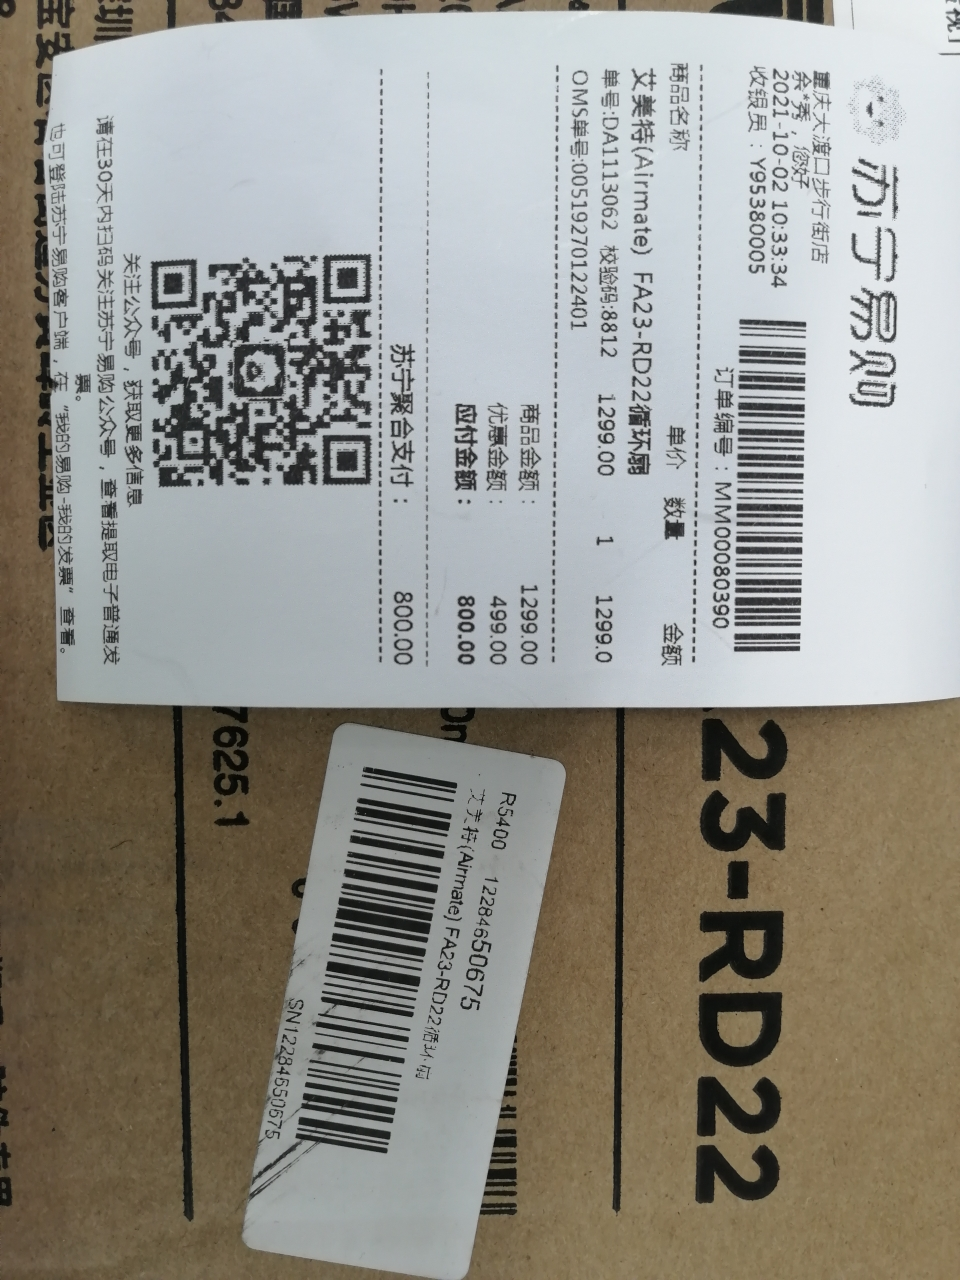 苏宁易购
重庆大渡口步行街店
余*秀，您好
2021-10-02 10:33:34
收银员：Y95380005
订单编号：MM00080390
商品名称 单价 数量 金额
艾美特(Airmate) FA23-RD22循环扇
单号:DA1113062 校验码:8812 1299.00 1 1299.0
OMS单号:00519270122401
商品金额： 1299.00
优惠金额： 499.00
应付金额： 800.00
苏宁聚合支付： 800.00
关注公众号，获取更多信息
请在30天内扫码关注苏宁易购公众号，查看提取电子普通发
票。
也可登陆苏宁易购客户端，在“我的易购-我的发票”查看。
23-RD22
R5400 12284650675
艾美特(Airmate) FA23-RD22循环扇
SN12284650675
7625.1